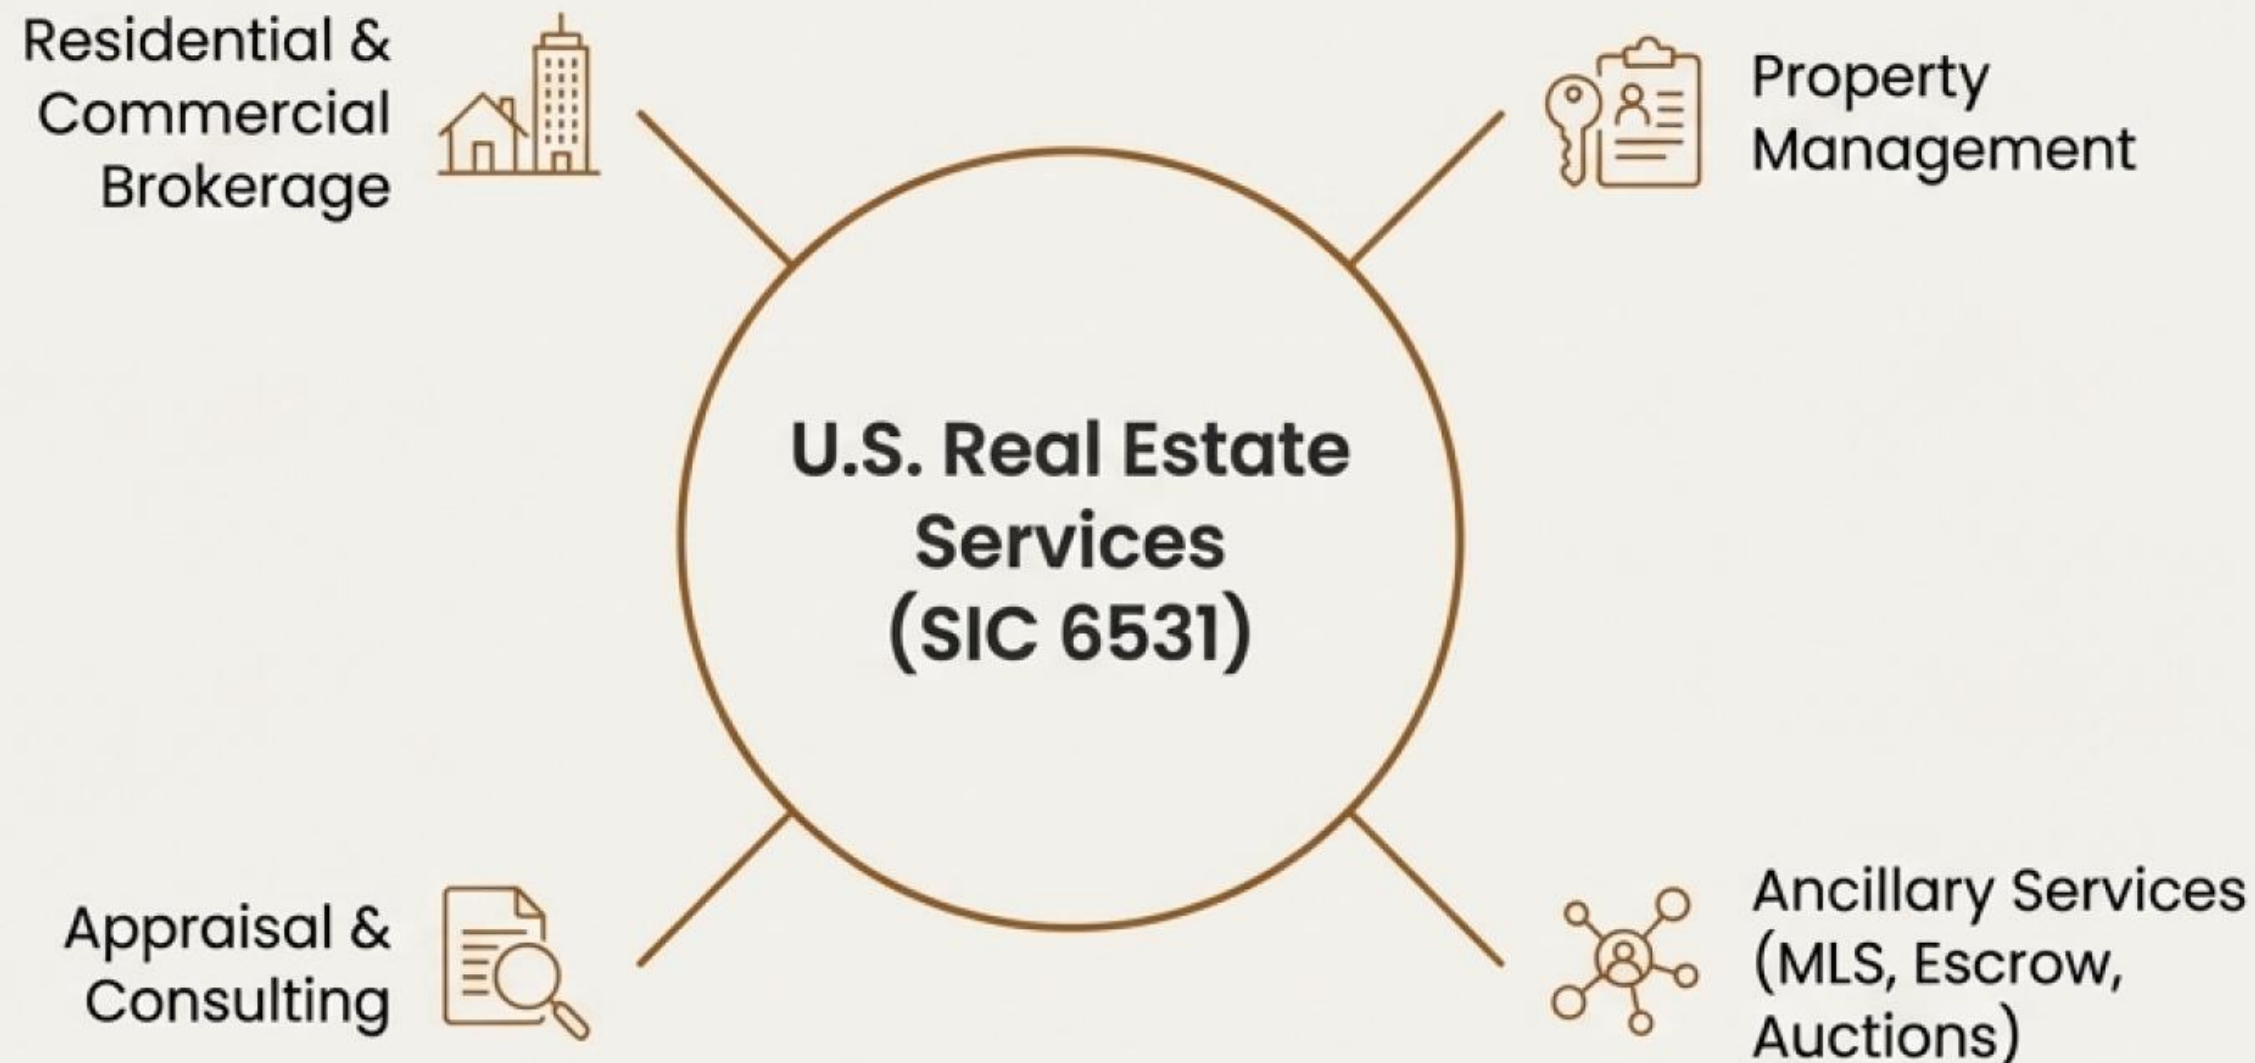 Residential &
Commercial
Brokerage
Property
Management
U.S. Real Estate
Services
(SIC 6531)
Appraisal &
Consulting
Ancillary Services
(MLS, Escrow,
Auctions)